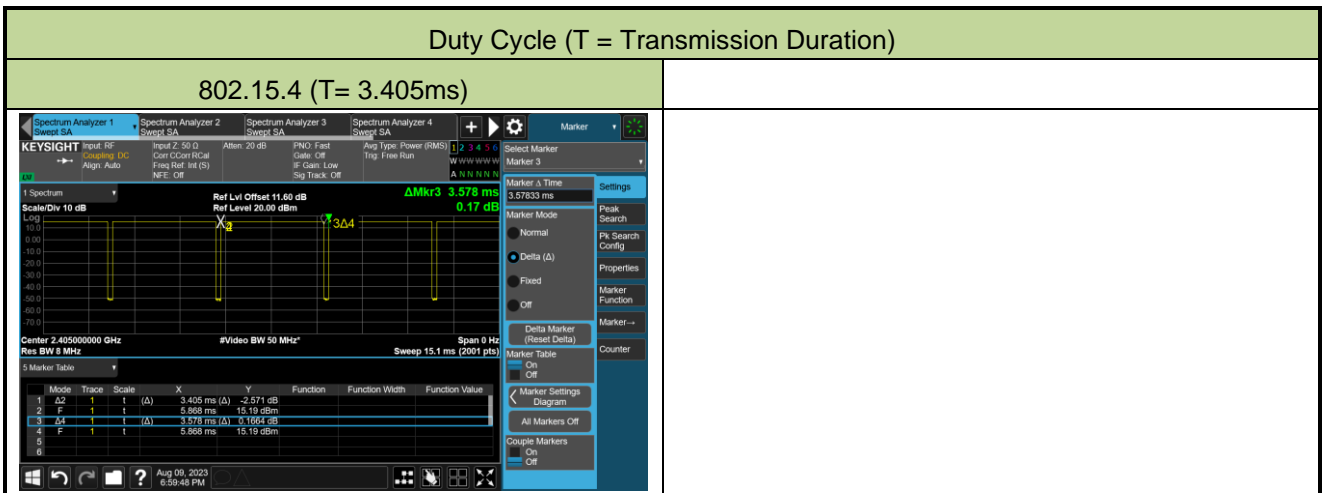 Duty Cycle (T = Transmission Duration)
802.15.4 (T= 3.405ms)
Spectrum Analyzer 1 Swept SA
Spectrum Analyzer 2 Swept SA
Spectrum Analyzer 3 Swept SA
Spectrum Analyzer 4 Swept SA
+
Marker
KEYSIGHT
Input: RF
Coupling: DC
Align: Auto
Input Z: 50 Ω
Corr CCorr RCal
Freq Ref: Int (S)
NFE: Off
Atten: 20 dB
PNO: Fast
Gate: Off
IF Gain: Low
Sig Track: Off
Avg Type: Power (RMS)
Trig: Free Run
1 2 3 4 5 6
W W W W W W
A N N N N N
Select Marker
Marker 3
LXI
1 Spectrum
Scale/Div 10 dB
Ref Lvl Offset 11.60 dB
Ref Level 20.00 dBm
ΔMkr3 3.578 ms
0.17 dB
Log
10.0
0.00
-10.0
-20.0
-30.0
-40.0
-50.0
-60.0
-70.0
3Δ4
Center 2.405000000 GHz
Res BW 8 MHz
#Video BW 50 MHz*
Span 0 Hz
Sweep 15.1 ms (2001 pts)
Marker Δ Time
3.57833 ms
Marker Mode
Normal
Delta (Δ)
Fixed
Off
Delta Marker
(Reset Delta)
Marker Table
On
Off
Marker Settings
Diagram
All Markers Off
Couple Markers
On
Off
Settings
Peak Search
Pk Search Config
Properties
Marker Function
Marker→
Counter
5 Marker Table
Mode Trace Scale X Y Function Function Width Function Value
1 Δ2 1 t (Δ) 3.405 ms (Δ) -2.571 dB
2 F 1 t 5.868 ms 15.19 dBm
3 Δ4 1 t (Δ) 3.578 ms (Δ) 0.1664 dB
4 F 1 t 5.868 ms 15.19 dBm
5
6
?
Aug 09, 2023
6:59:48 PM